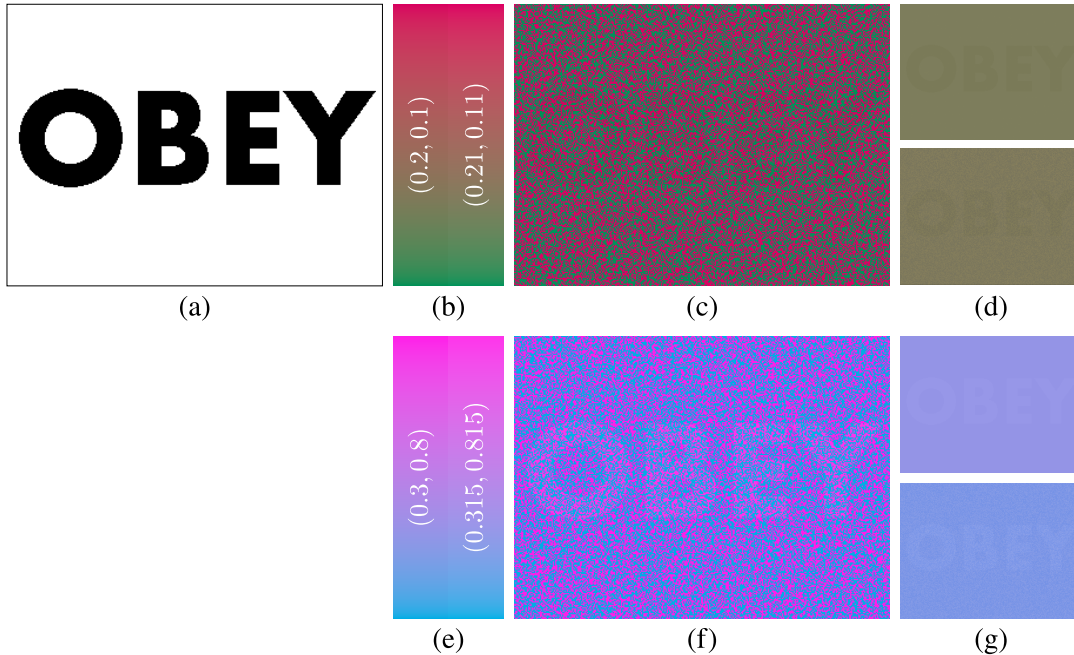 OBEY
(0.2, 0.1)
(0.21, 0.11)
OBEY
OBEY
(a)
(b)
(c)
(d)
(0.3, 0.8)
(0.315, 0.815)
OBEY
OBEY
OBEY
(e)
(f)
(g)